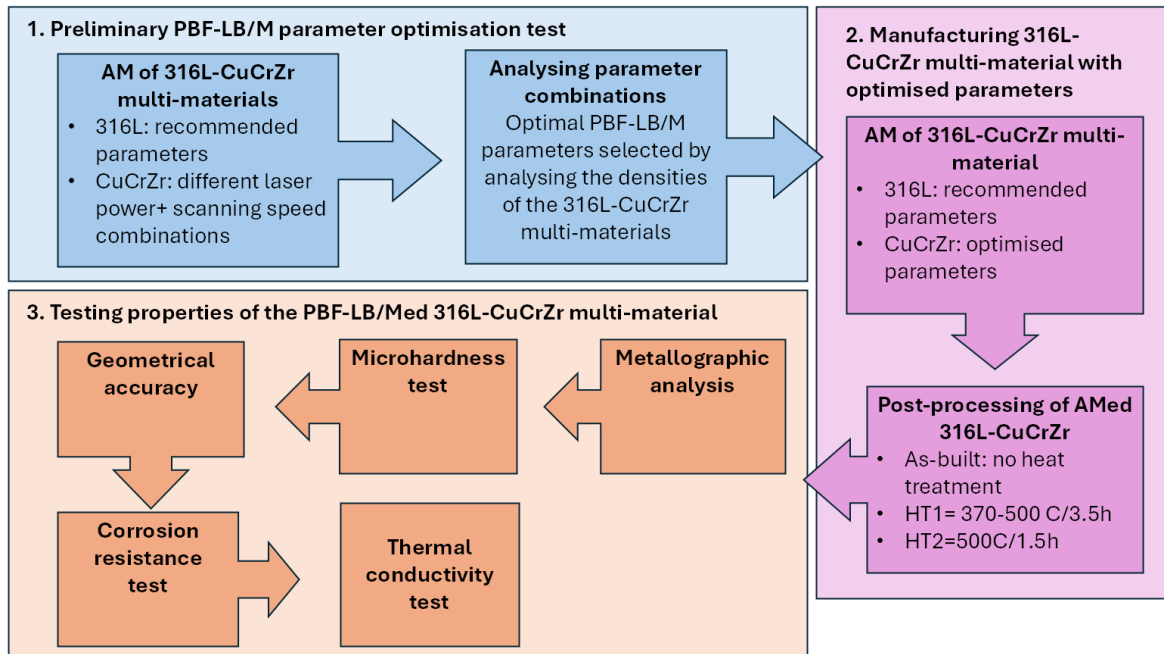 1. Preliminary PBF-LB/M parameter optimisation test
AM of 316L-CuCrZr
multi-materials
• 316L: recommended
parameters
• CuCrZr: different laser
power+ scanning speed
combinations
Analysing parameter
combinations
Optimal PBF-LB/M
parameters selected by
analysing the densities
of the 316L-CuCrZr
multi-materials
2. Manufacturing 316L-
CuCrZr multi-material with
optimised parameters
AM of 316L-CuCrZr multi-
material
• 316L: recommended
parameters
• CuCrZr: optimised
parameters
Post-processing of AMed
316L-CuCrZr
• As-built: no heat
treatment
• HT1= 370-500 C/3.5h
• HT2=500C/1.5h
3. Testing properties of the PBF-LB/Med 316L-CuCrZr multi-material
Metallographic
analysis
Microhardness
test
Geometrical
accuracy
Corrosion
resistance
test
Thermal
conductivity
test